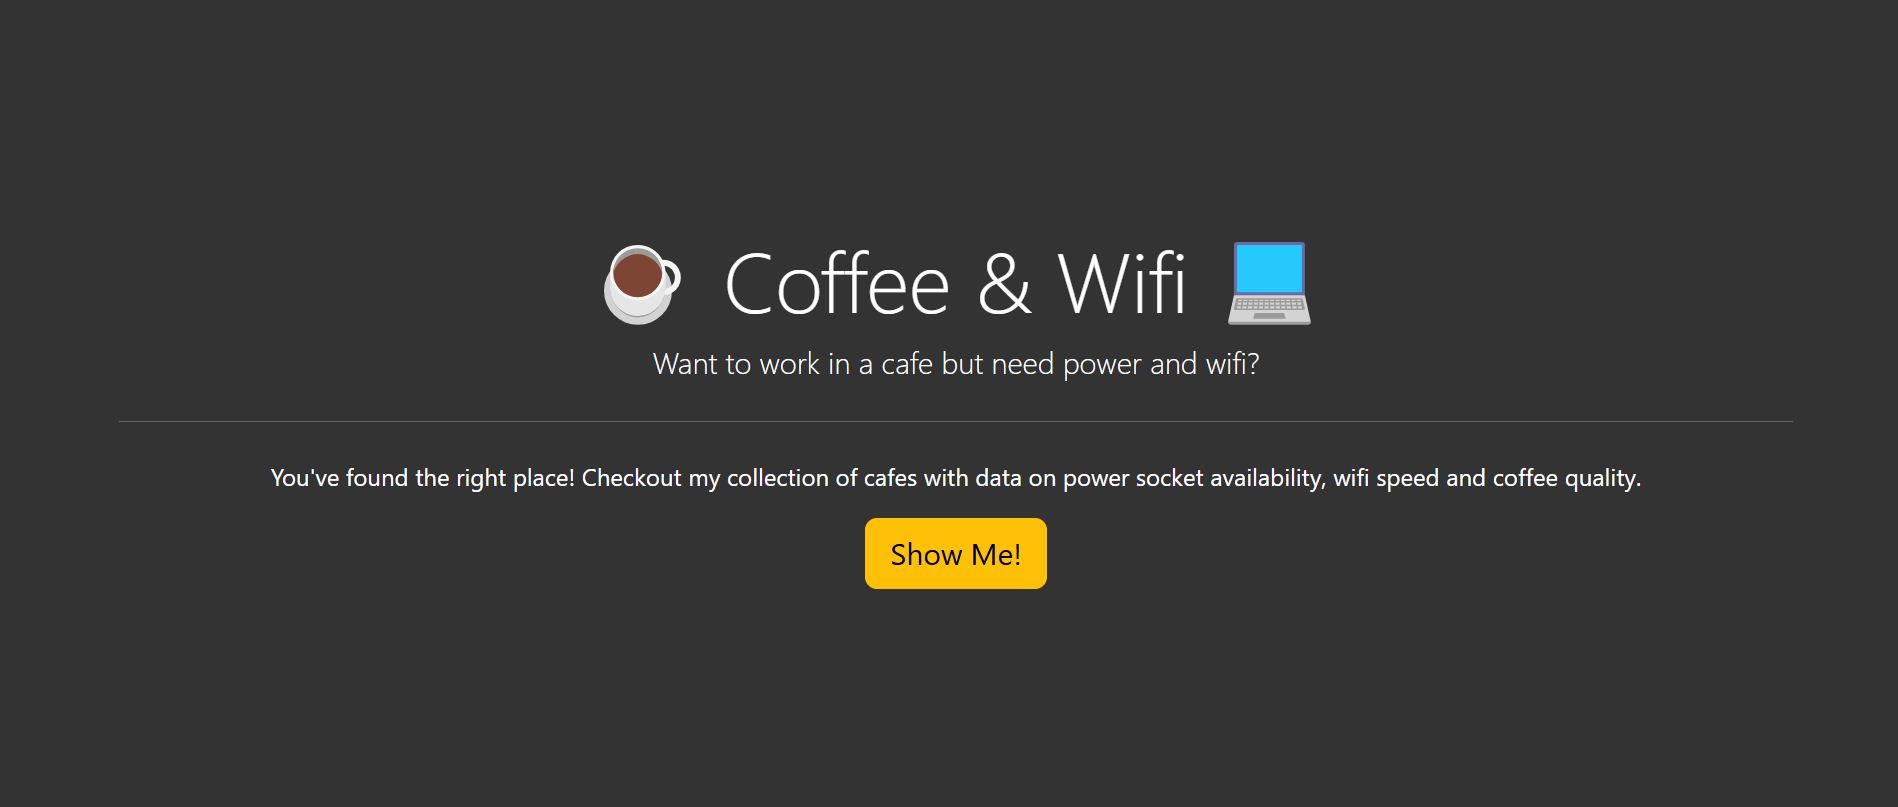 Coffee & Wifi
Want to work in a cafe but need power and wifi?
You've found the right place! Checkout my collection of cafes with data on power socket availability, wifi speed and coffee quality.
Show Me!